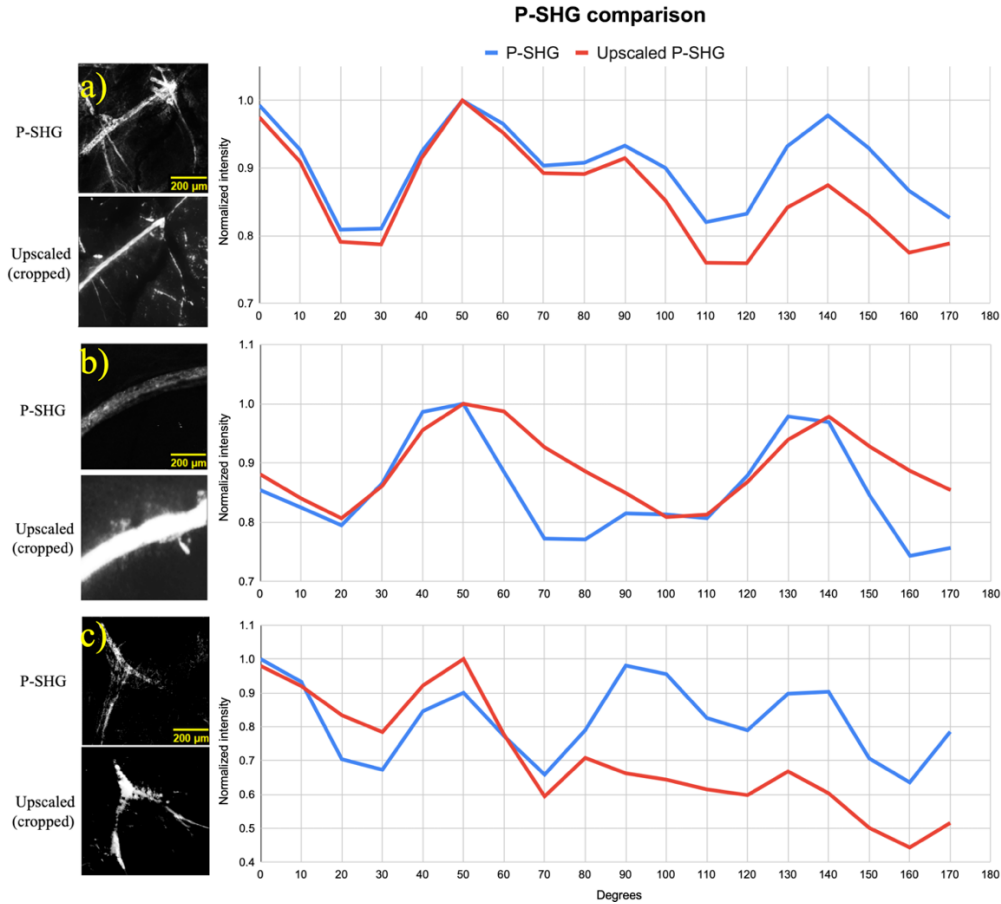 P-SHG comparison
P-SHG Upscaled P-SHG
a)
P-SHG
200 µm
Upscaled
(cropped)
Normalized intensity
1.0
0.9
0.8
0.7
0 10 20 30 40 50 60 70 80 90 100 110 120 130 140 150 160 170 180
b)
P-SHG
200 µm
Upscaled
(cropped)
Normalized intensity
1.1
1.0
0.9
0.8
0.7
0 10 20 30 40 50 60 70 80 90 100 110 120 130 140 150 160 170 180
c)
P-SHG
200 µm
Upscaled
(cropped)
Normalized intensity
1.1
1.0
0.9
0.8
0.7
0.6
0.5
0.4
0 10 20 30 40 50 60 70 80 90 100 110 120 130 140 150 160 170 180
Degrees